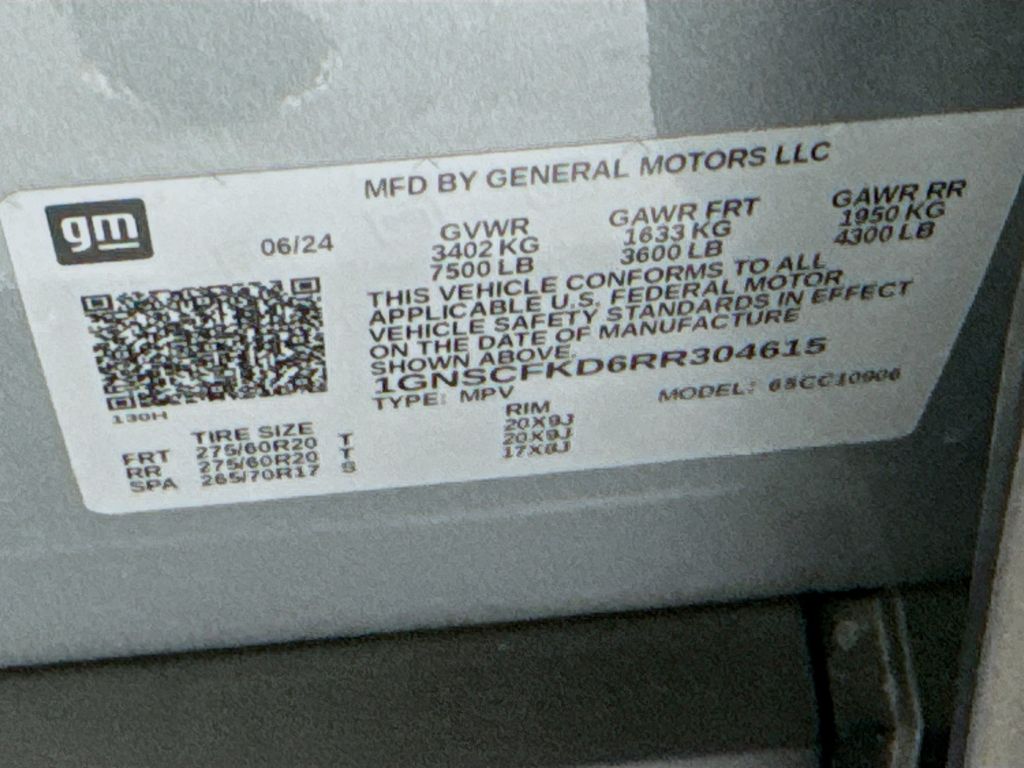 MFD BY GENERAL MOTORS LLC
gm
06/24
GVWR GAWR FRT GAWR RR
3402 KG 1633 KG 1950 KG
7500 LB 3600 LB 4300 LB
THIS VEHICLE CONFORMS TO ALL
APPLICABLE U.S. FEDERAL MOTOR
VEHICLE SAFETY STANDARDS IN EFFECT
ON THE DATE OF MANUFACTURE
SHOWN ABOVE.
1GNSCFKD6RR304615
TYPE: MPV MODEL: 65CC10906
130H
TIRE SIZE RIM
FRT 275/60R20 T 20X9J
RR 275/60R20 T 20X9J
SPA 265/70R17 S 17X8J